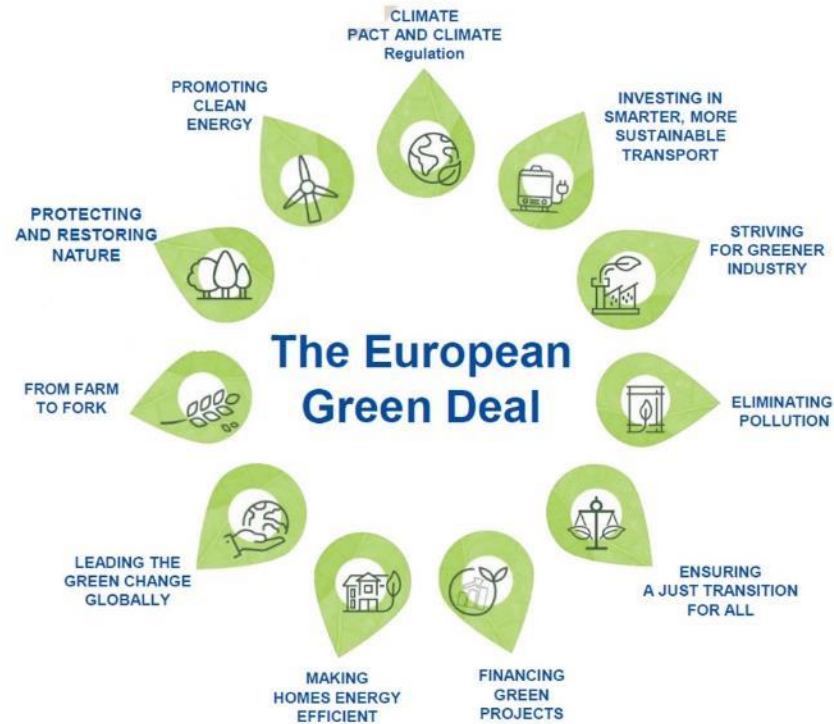 CLIMATE
PACT AND CLIMATE
Regulation
PROMOTING
CLEAN
ENERGY
INVESTING IN
SMARTER, MORE
SUSTAINABLE
TRANSPORT
PROTECTING
AND RESTORING
NATURE
STRIVING
FOR GREENER
INDUSTRY
The European
Green Deal
FROM FARM
TO FORK
ELIMINATING
POLLUTION
LEADING THE
GREEN CHANGE
GLOBALLY
ENSURING
A JUST TRANSITION
FOR ALL
MAKING
HOMES ENERGY
EFFICIENT
FINANCING
GREEN
PROJECTS